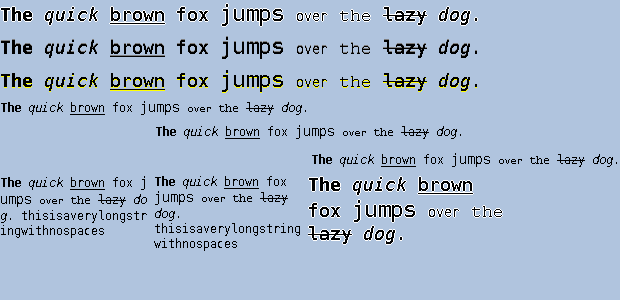 The quick brown fox jumps over the lazy dog.
The quick brown fox jumps over the lazy dog.
The quick brown fox jumps over the lazy dog.
The quick brown fox jumps over the lazy dog.
The quick brown fox jumps over the lazy dog.
The quick brown fox jumps over the lazy dog.
The quick brown fox j
umps over the lazy do
g. thisisaverylongstr
ingwithnospaces
The quick brown fox
jumps over the lazy
dog.
thisisaverylongstring
withnospaces
The quick brown
fox jumps over the
lazy dog.